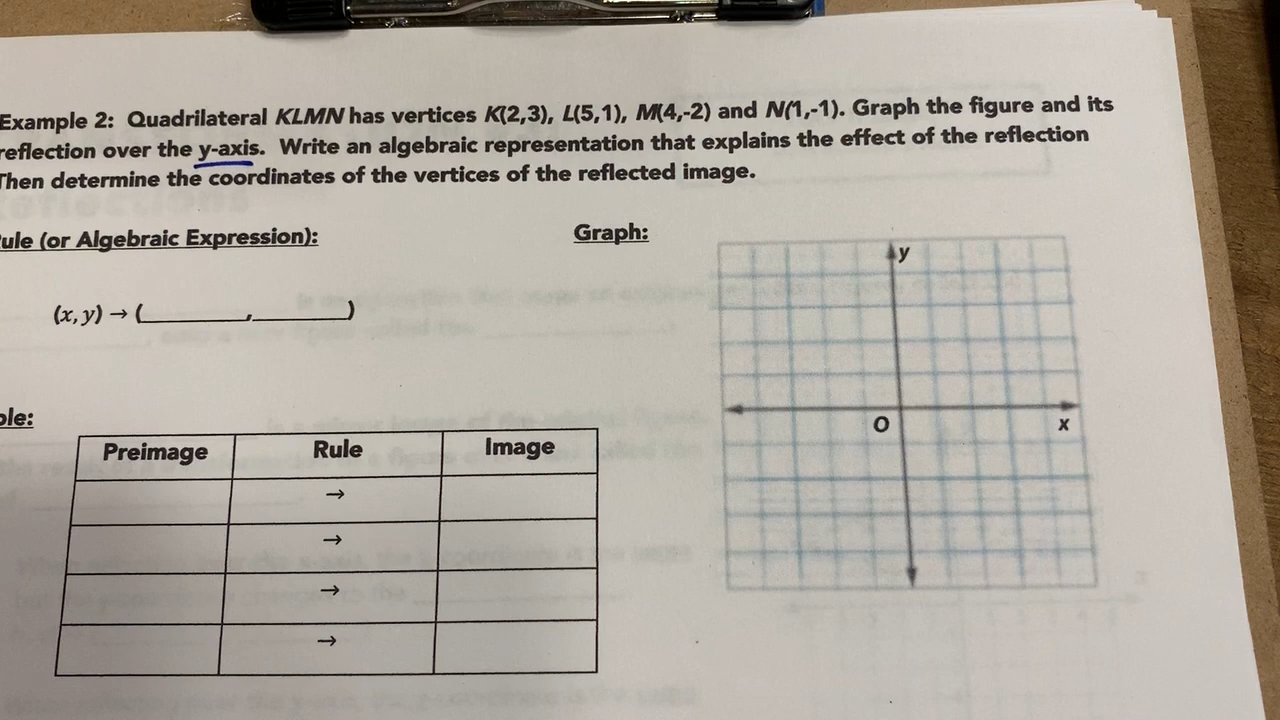 Example 2: Quadrilateral KLMN has vertices K(2,3), L(5,1), M(4,-2) and N(1,-1). Graph the figure and its
reflection over the y-axis. Write an algebraic representation that explains the effect of the reflection
Then determine the coordinates of the vertices of the reflected image.
ule (or Algebraic Expression):
Graph:
y
(x, y) → (________,________)
O
x
ble:
Preimage Rule Image
→
→
→
→